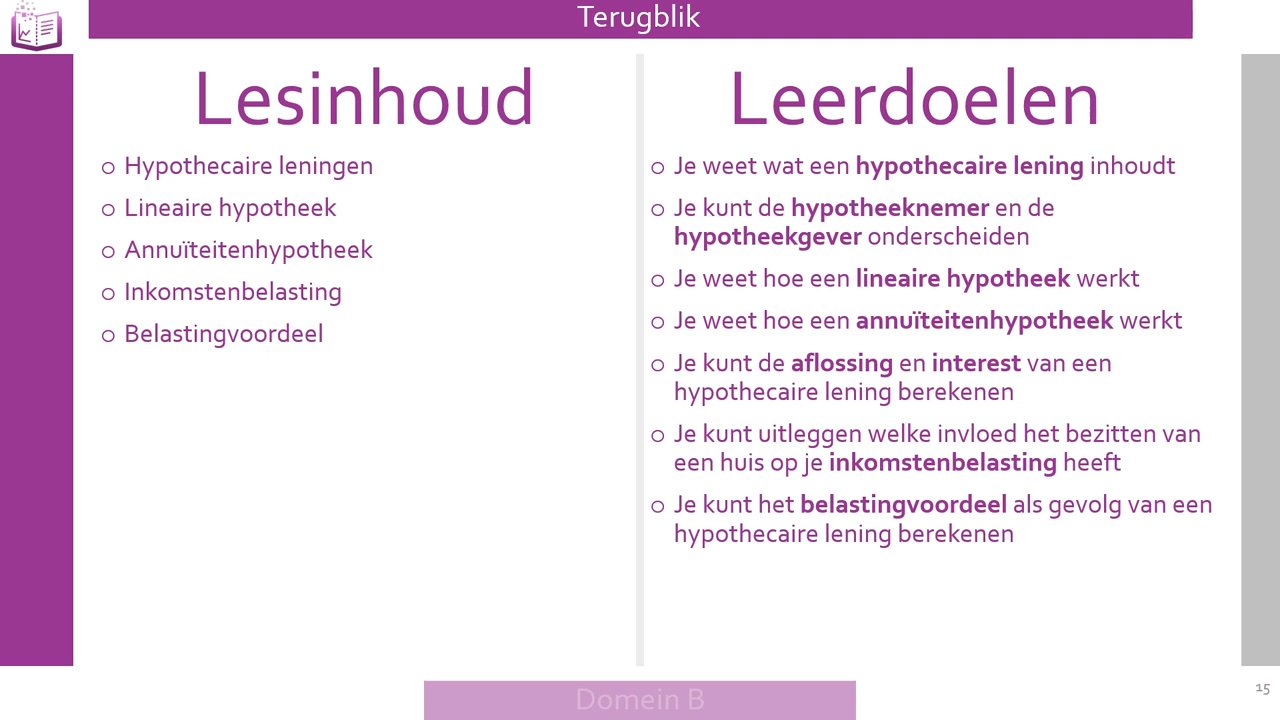 Terugblik
Lesinhoud
o Hypothecaire leningen
o Lineaire hypotheek
o Annuïteitenhypotheek
o Inkomstenbelasting
o Belastingvoordeel
Leerdoelen
o Je weet wat een hypothecaire lening inhoudt
o Je kunt de hypotheeknemer en de
hypotheekgever onderscheiden
o Je weet hoe een lineaire hypotheek werkt
o Je weet hoe een annuïteitenhypotheek werkt
o Je kunt de aflossing en interest van een
hypothecaire lening berekenen
o Je kunt uitleggen welke invloed het bezitten van
een huis op je inkomstenbelasting heeft
o Je kunt het belastingvoordeel als gevolg van een
hypothecaire lening berekenen
Domein B
15